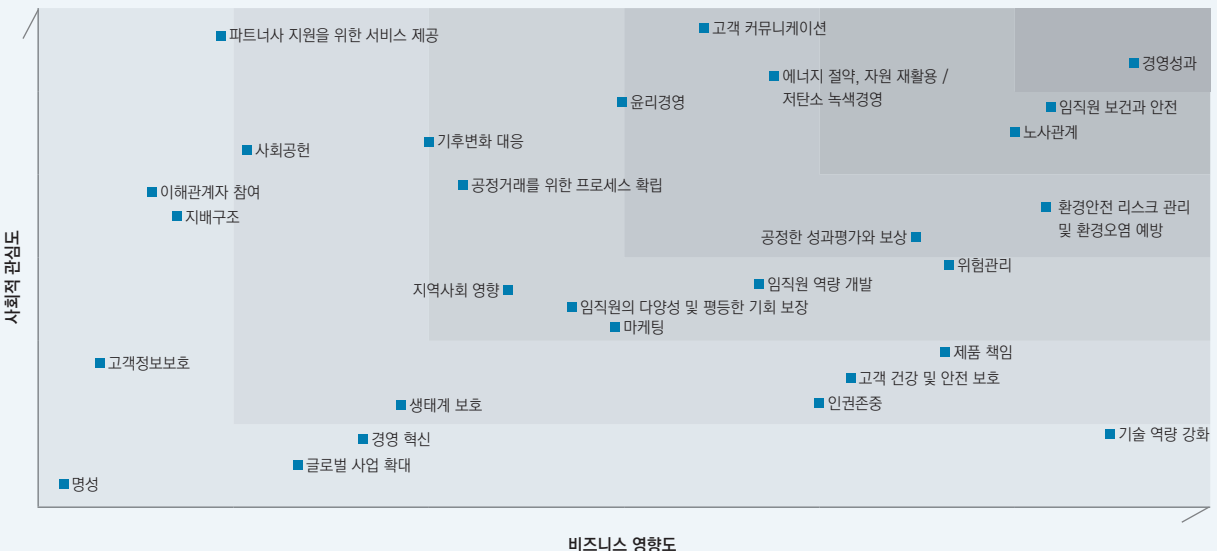 고객 커뮤니케이션
파트너사 지원을 위한 서비스 제공
경영성과
에너지 절약, 자원 재활용 /
저탄소 녹색경영
윤리경영
임직원 보건과 안전
노사관계
기후변화 대응
사회공헌
공정거래를 위한 프로세스 확립
이해관계자 참여
환경안전 리스크 관리
및 환경오염 예방
지배구조
공정한 성과평가와 보상
위험관리
사회적 관심도
임직원 역량 개발
지역사회 영향
임직원의 다양성 및 평등한 기회 보장
마케팅
제품 책임
고객정보보호
고객 건강 및 안전 보호
인권존중
생태계 보호
기술 역량 강화
경영 혁신
글로벌 사업 확대
명성
비즈니스 영향도